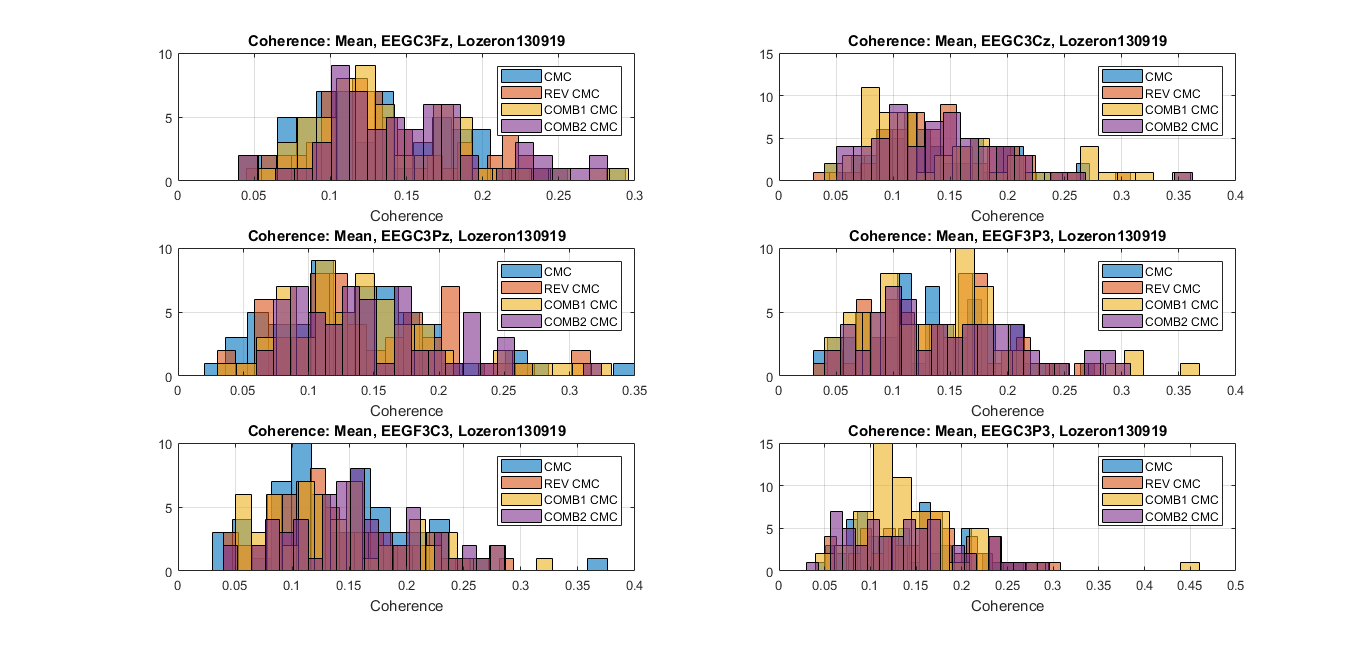 Coherence: Mean, EEGC3Fz, Lozeron130919
10
5
0
CMC
REV CMC
COMB1 CMC
COMB2 CMC
0 0.05 0.1 0.15 0.2 0.25 0.3
Coherence
Coherence: Mean, EEGC3Cz, Lozeron130919
15
10
5
0
CMC
REV CMC
COMB1 CMC
COMB2 CMC
0 0.05 0.1 0.15 0.2 0.25 0.3 0.4
Coherence
Coherence: Mean, EEGC3Pz, Lozeron130919
10
5
0
CMC
REV CMC
COMB1 CMC
COMB2 CMC
0 0.05 0.1 0.15 0.2 0.25 0.3 0.35
Coherence
Coherence: Mean, EEGF3P3, Lozeron130919
10
5
0
CMC
REV CMC
COMB1 CMC
COMB2 CMC
0 0.05 0.1 0.15 0.2 0.25 0.3 0.4
Coherence
Coherence: Mean, EEGF3C3, Lozeron130919
10
5
0
CMC
REV CMC
COMB1 CMC
COMB2 CMC
0 0.05 0.1 0.15 0.2 0.25 0.3 0.4
Coherence
Coherence: Mean, EEGC3P3, Lozeron130919
15
10
5
0
CMC
REV CMC
COMB1 CMC
COMB2 CMC
0 0.05 0.1 0.15 0.2 0.25 0.3 0.35 0.4 0.45 0.5
Coherence